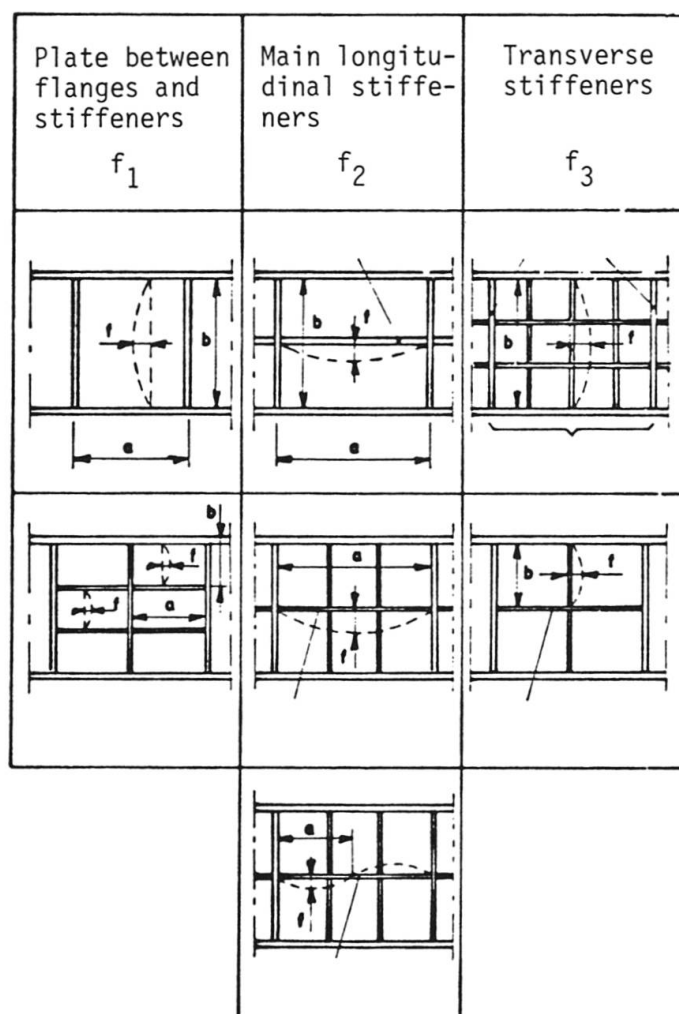 Plate between
flanges and
stiffeners
f1
Main longitu-
dinal stiffe-
ners
f2
Transverse
stiffeners
f3
f
b
a
b
f
a
b
f
b
f
f
a
a
f
b
f
a
f